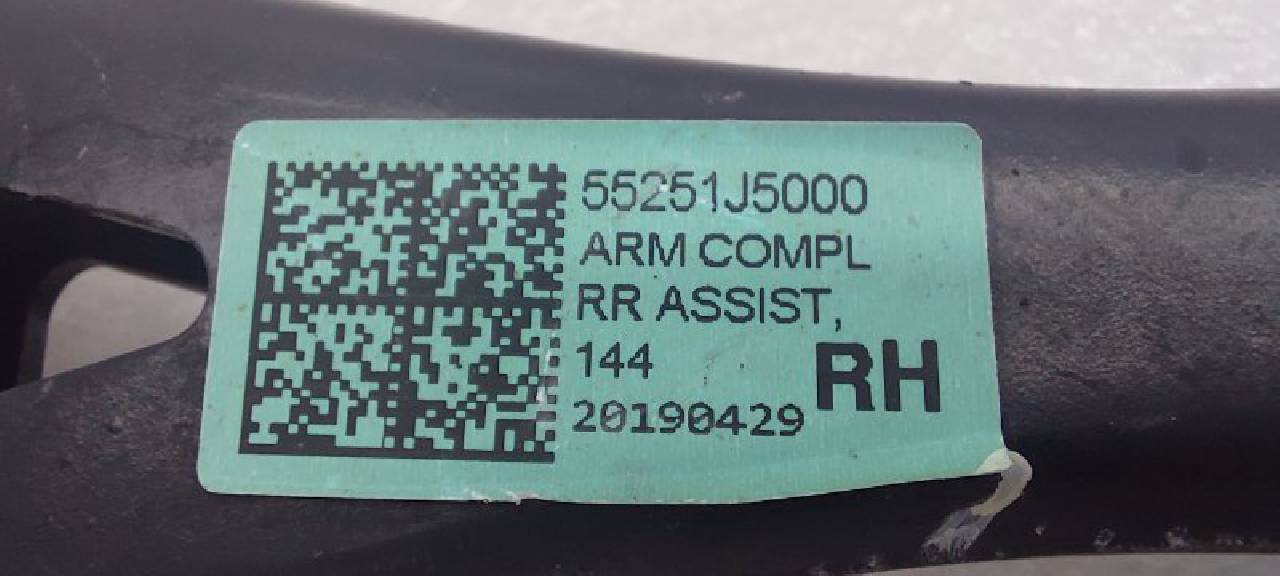 55251J5000
ARM COMPL
RR ASSIST,
144
RH
20190429